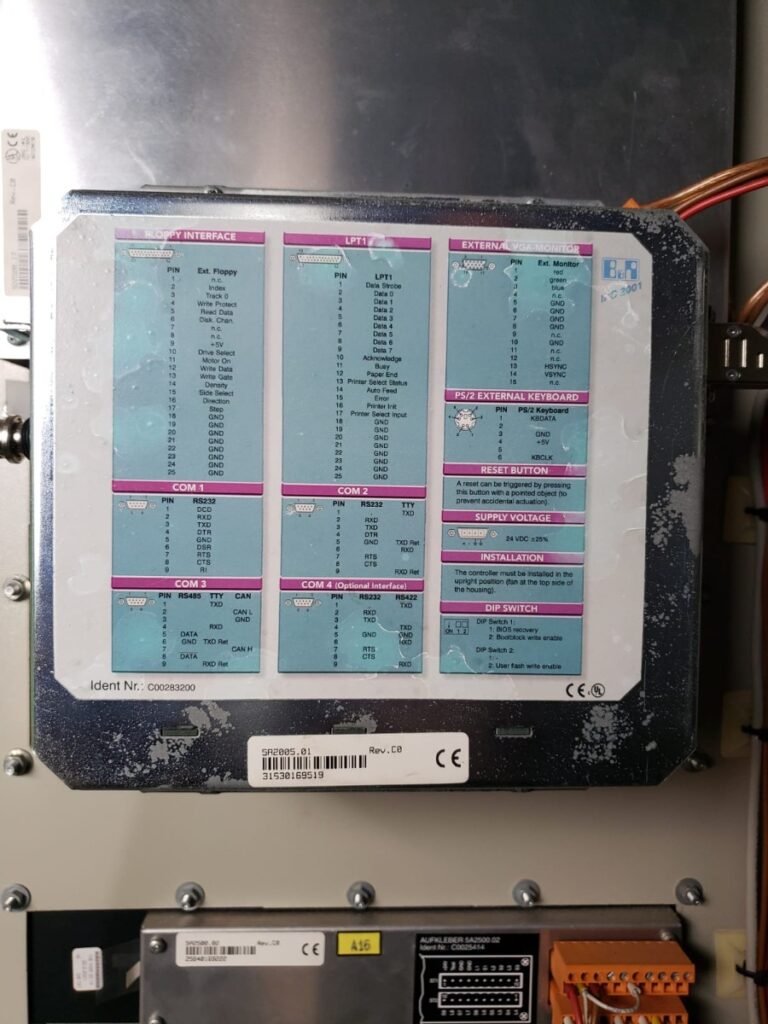 FLOPPY INTERFACE
PIN Ext. Floppy
1 n.c.
2 Index
3 Track 0
4 Write Protect
5 Read Data
6 Disk. Chan.
7 n.c.
8 n.c.
9 +5V
10 Drive Select
11 Motor On
12 Write Data
13 Write Gate
14 Density
15 Side Select
16 Direction
17 Step
18 GND
19 GND
20 GND
21 GND
22 GND
23 GND
24 GND
25 GND
COM 1
PIN RS232
1 DCD
2 RXD
3 TXD
4 DTR
5 GND
6 DSR
7 RTS
8 CTS
9 RI
COM 3
PIN RS485 TTY CAN
1 TXD
2 CAN L
3 GND
4 RXD
5 DATA
6 GND TXD Ret
7 CAN H
8 DATA
9 RXD Ret
LPT1
PIN LPT1
1 Data Strobe
2 Data 0
3 Data 1
4 Data 2
5 Data 3
6 Data 4
7 Data 5
8 Data 6
9 Data 7
10 Acknowladge
11 Busy
12 Paper End
13 Printer Select Status
14 Auto Feed
15 Error
16 Printer Init
17 Printer Select Input
18 GND
19 GND
20 GND
21 GND
22 GND
23 GND
24 GND
25 GND
COM 2
PIN RS232 TTY
1 TXD
2 RXD
3 TXD
4 DTR
5 GND TXD Ret
6 RXD
7 RTS
8 CTS
9 RXD Ret
COM 4 (Optional Interface)
PIN RS232 RS422
1 TXD
2 RXD
3 TXD
4
5 GND GND
6 RXD
7 RTS
8 CTS
9 RXD
EXTERNAL VGA MONITOR
PIN Ext. Monitor
1 red
2 green
3 blue
4 n.c.
5 GND
6 GND
7 GND
8 GND
9 n.c.
10 GND
11 n.c.
12 n.c.
13 HSYNC
14 VSYNC
15 n.c.
PS/2 EXTERNAL KEYBOARD
PIN PS/2 Keyboard
1 KBDATA
2
3 GND
4 +5V
5
6 KBCLK
RESET BUTTON
A reset can be triggered by pressing
this button with a pointed object (to
prevent accidental actuation).
SUPPLY VOLTAGE
24 VDC ±25%
INSTALLATION
The controller must be installed in the
upright position (fan at the top side of
the housing).
DIP SWITCH
ON 1 2
DIP Switch 1:
1: BIOS recovery
2: Bootblock write enable
DIP Switch 2:
1: -
2: User flash write enable
B&R
IPC 2001
Ident Nr.: C00283200
CE UL
5A2005.01 Rev.C0
31530169519
CE
5A2500.02 Rev.C0
CE
A16
AUFKLEBER 5A2500.02
Ident Nr.: C0025414
Rev.C0
CE